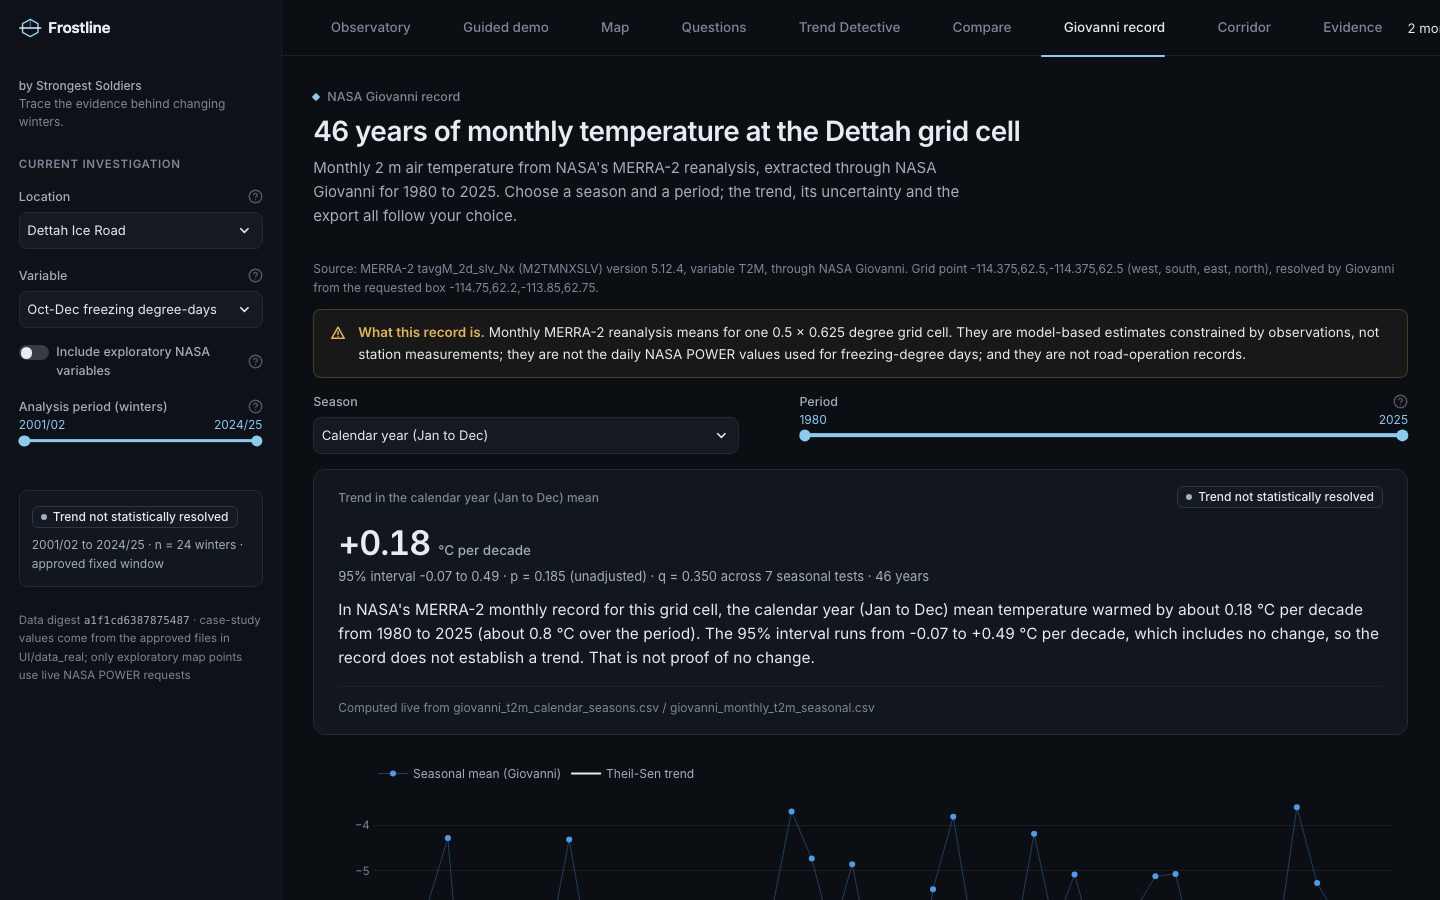 Frostline
by Strongest Soldiers
Trace the evidence behind changing
winters.
CURRENT INVESTIGATION
Location
Dettah Ice Road
Variable
Oct-Dec freezing degree-days
Include exploratory NASA
variables
Analysis period (winters)
2001/02 2024/25
Trend not statistically resolved
2001/02 to 2024/25 · n = 24 winters ·
approved fixed window
Data digest a1f1cd6387875487 · case-study
values come from the approved files in
UI/data_real; only exploratory map points
use live NASA POWER requests
Observatory Guided demo Map Questions Trend Detective Compare Giovanni record Corridor Evidence 2 mo
NASA Giovanni record
46 years of monthly temperature at the Dettah grid cell
Monthly 2 m air temperature from NASA's MERRA-2 reanalysis, extracted through NASA
Giovanni for 1980 to 2025. Choose a season and a period; the trend, its uncertainty and the
export all follow your choice.
Source: MERRA-2 tavgM_2d_slv_Nx (M2TMNXSLV) version 5.12.4, variable T2M, through NASA Giovanni. Grid point -114.375,62.5,-114.375,62.5 (west, south, east, north), resolved by Giovanni
from the requested box -114.75,62.2,-113.85,62.75.
What this record is. Monthly MERRA-2 reanalysis means for one 0.5 × 0.625 degree grid cell. They are model-based estimates constrained by observations, not
station measurements; they are not the daily NASA POWER values used for freezing-degree days; and they are not road-operation records.
Season
Calendar year (Jan to Dec)
Period
1980 2025
Trend in the calendar year (Jan to Dec) mean
Trend not statistically resolved
+0.18 °C per decade
95% interval -0.07 to 0.49 · p = 0.185 (unadjusted) · q = 0.350 across 7 seasonal tests · 46 years
In NASA's MERRA-2 monthly record for this grid cell, the calendar year (Jan to Dec) mean temperature warmed by about 0.18 °C per decade
from 1980 to 2025 (about 0.8 °C over the period). The 95% interval runs from -0.07 to +0.49 °C per decade, which includes no change, so the
record does not establish a trend. That is not proof of no change.
Computed live from giovanni_t2m_calendar_seasons.csv / giovanni_monthly_t2m_seasonal.csv
Seasonal mean (Giovanni) Theil-Sen trend
−4
−5